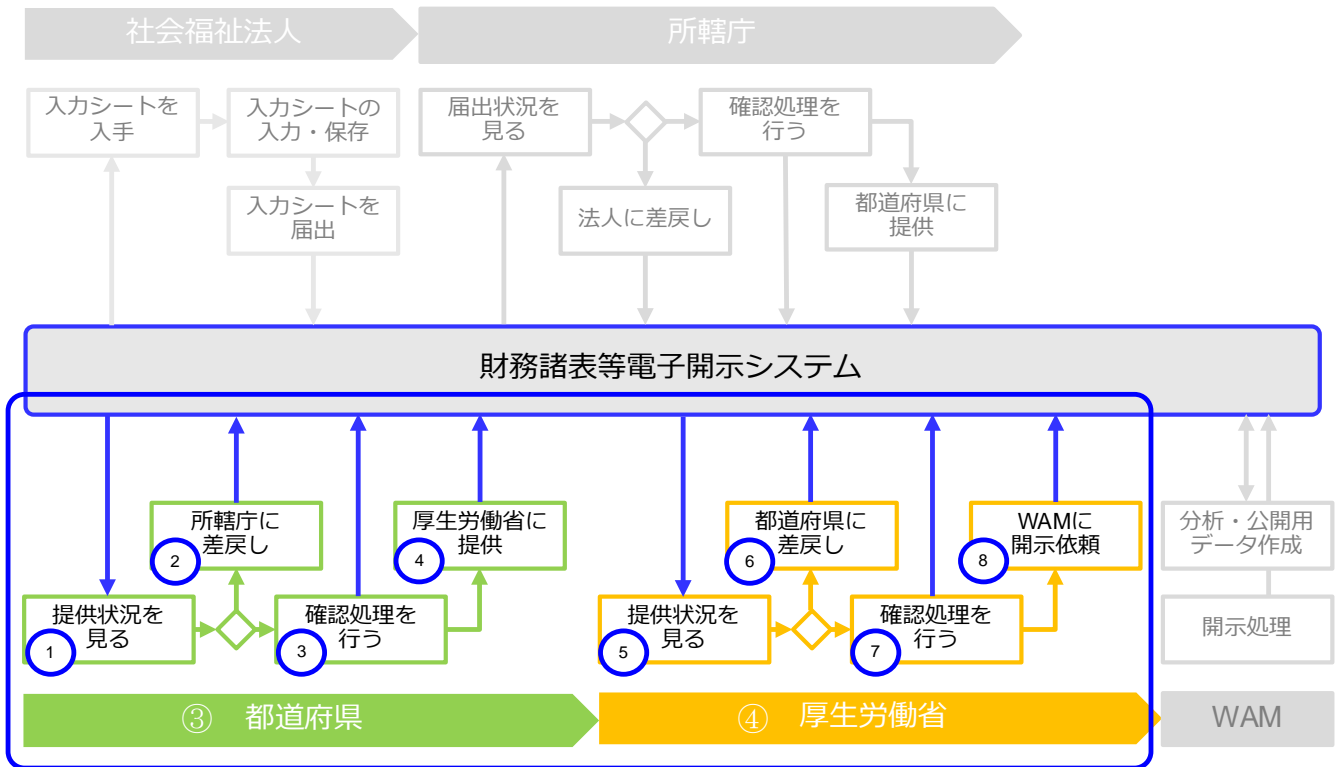 社会福祉法人
所轄庁
入力シートを
入手
入力シートの
入力・保存
入力シートを
届出
届出状況を
見る
法人に差戻し
確認処理を
行う
都道府県に
提供
財務諸表等電子開示システム
提供状況を
見る
1
所轄庁に
差戻し
2
確認処理を
行う
3
厚生労働省に
提供
4
提供状況を
見る
5
都道府県に
差戻し
6
確認処理を
行う
7
WAMに
開示依頼
8
分析・公開用
データ作成
開示処理
③ 都道府県
④ 厚生労働省
WAM